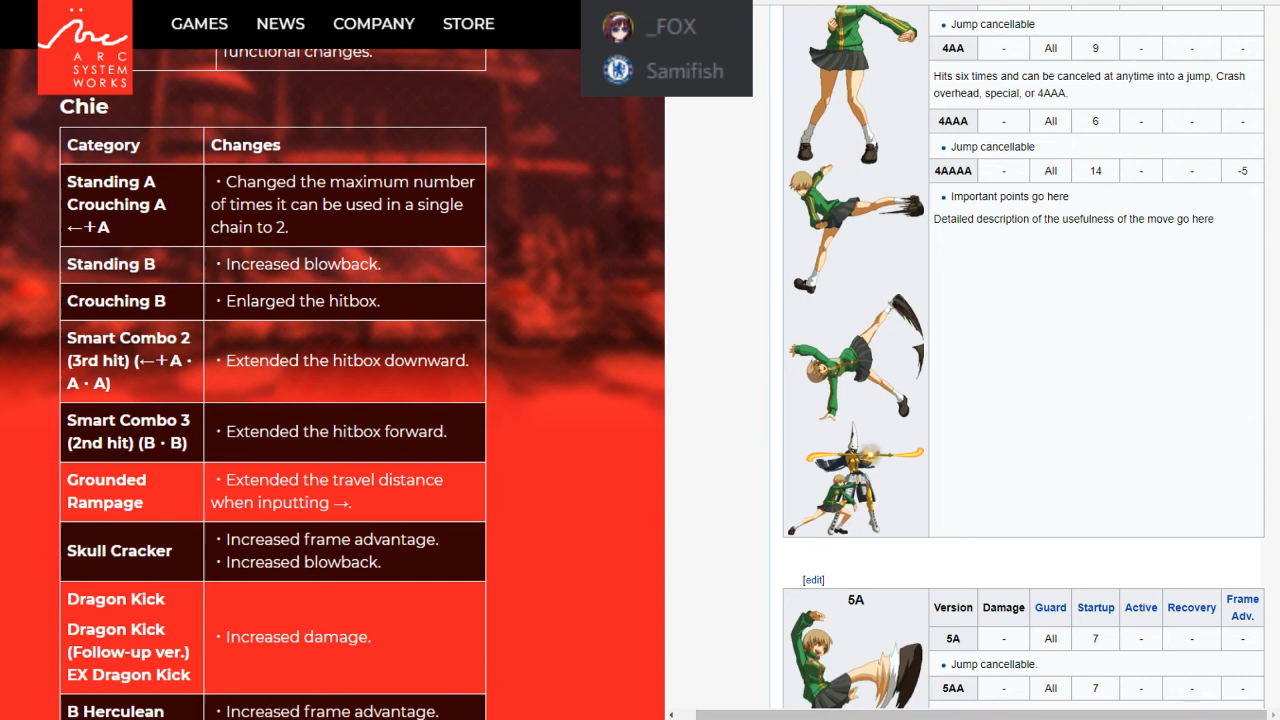 ARC
SYSTEM
WORKS
GAMES NEWS COMPANY STORE
functional changes.
_FOX
Samifish
Chie
Category Changes
Standing A
Crouching A
←+A
・Changed the maximum number
of times it can be used in a single
chain to 2.
Standing B ・Increased blowback.
Crouching B ・Enlarged the hitbox.
Smart Combo 2
(3rd hit) (←+A・
A・A)
・Extended the hitbox downward.
Smart Combo 3
(2nd hit) (B・B)
・Extended the hitbox forward.
Grounded
Rampage
・Extended the travel distance
when inputting →.
Skull Cracker
・Increased frame advantage.
・Increased blowback.
Dragon Kick
Dragon Kick
(Follow-up ver.)
EX Dragon Kick
・Increased damage.
B Herculean ・Increased frame advantage.
• Jump cancellable
4AA - All 9 - - -
Hits six times and can be canceled at anytime into a jump, Crash
overhead, special, or 4AAA.
4AAA - All 6 - - -
• Jump cancellable
4AAAA - All 14 - - -5
• Important points go here
Detailed description of the usefulness of the move go here
[edit]
5A
Version Damage Guard Startup Active Recovery Frame
Adv.
5A - All 7 - - -
• Jump cancellable.
5AA - All 7 - - -